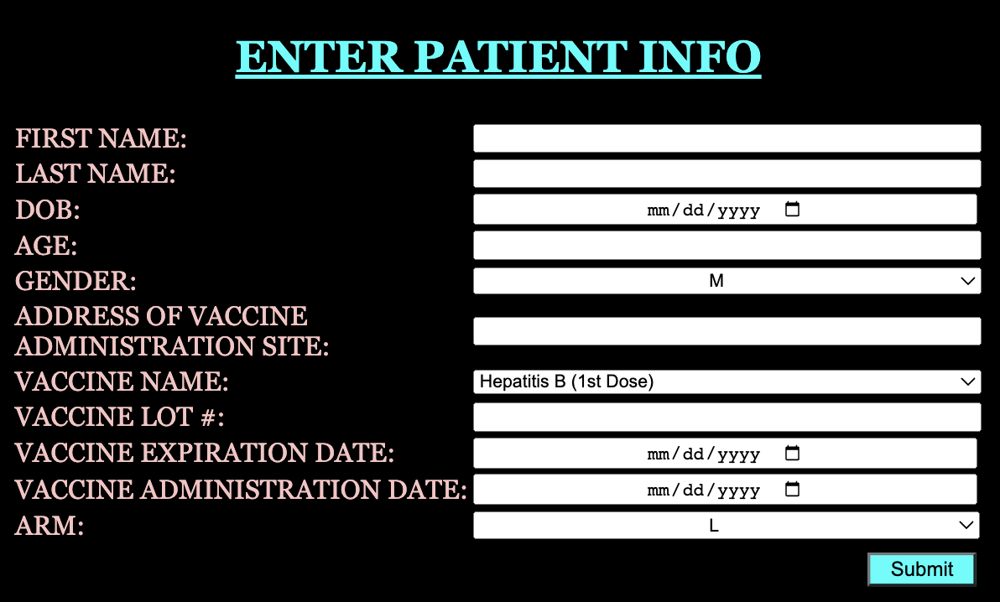 ENTER PATIENT INFO
FIRST NAME:
LAST NAME:
DOB: mm/dd/yyyy
AGE:
GENDER: M
ADDRESS OF VACCINE
ADMINISTRATION SITE:
VACCINE NAME: Hepatitis B (1st Dose)
VACCINE LOT #:
VACCINE EXPIRATION DATE: mm/dd/yyyy
VACCINE ADMINISTRATION DATE: mm/dd/yyyy
ARM: L
Submit